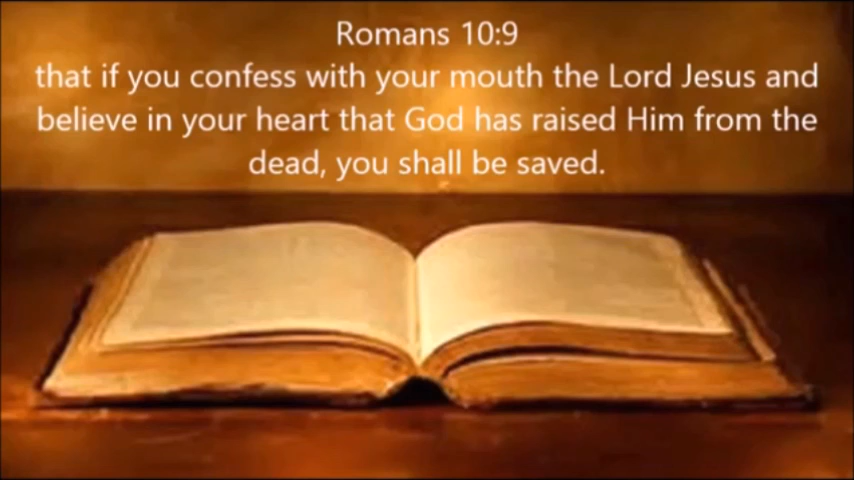 Romans 10:9
that if you confess with your mouth the Lord Jesus and
believe in your heart that God has raised Him from the
dead, you shall be saved.